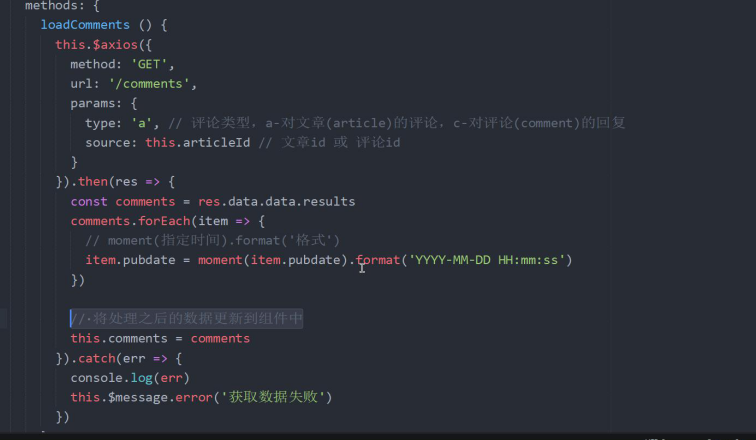 methods: {
loadComments () {
this.$axios({
method: 'GET',
url: '/comments',
params: {
type: 'a', // 评论类型，a-对文章(article)的评论，c-对评论(comment)的回复
source: this.articleId // 文章id 或 评论id
}
}).then(res => {
const comments = res.data.data.results
comments.forEach(item => {
// moment(指定时间).format('格式')
item.pubdate = moment(item.pubdate).format('YYYY-MM-DD HH:mm:ss')
})
// 将处理之后的数据更新到组件中
this.comments = comments
}).catch(err => {
console.log(err)
this.$message.error('获取数据失败')
})